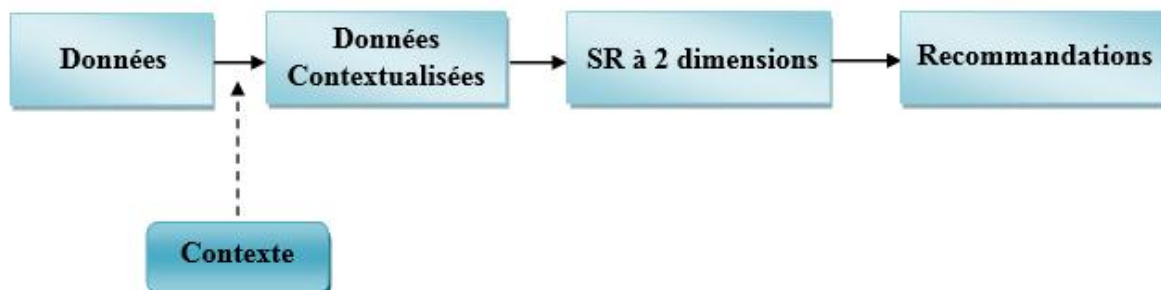 Données
Données
Contextualisées
SR à 2 dimensions
Recommandations
Contexte